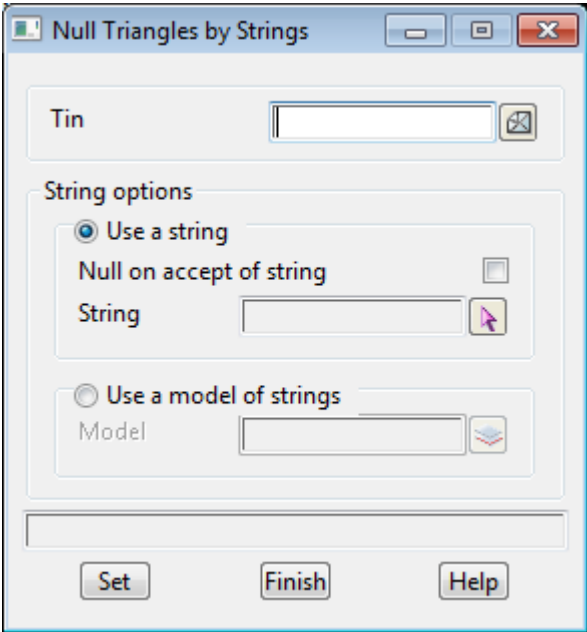 Null Triangles by Strings
Tin
String options
Use a string
Null on accept of string
String
Use a model of strings
Model
Set Finish Help